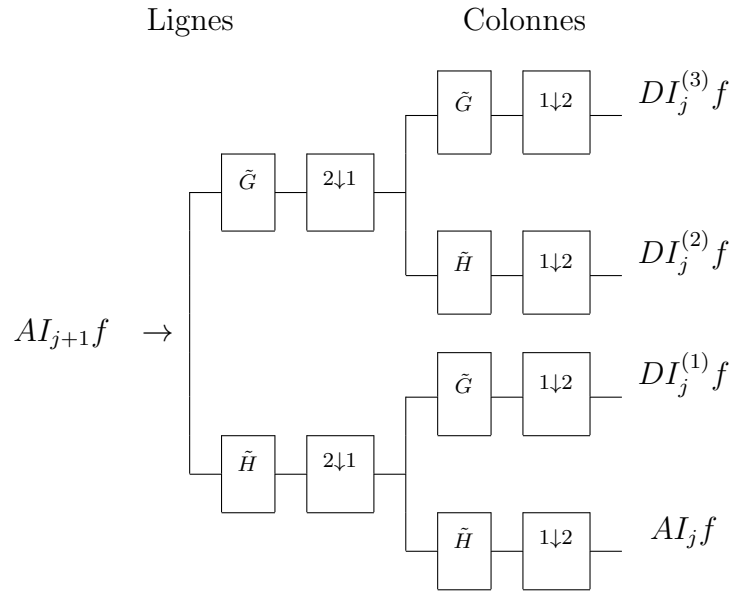 Lignes Colonnes
G̃ 1↓2 DI_j^{(3)}f
G̃ 2↓1
H̃ 1↓2 DI_j^{(2)}f
AI_{j+1}f →
G̃ 1↓2 DI_j^{(1)}f
H̃ 2↓1
H̃ 1↓2 AI_jf